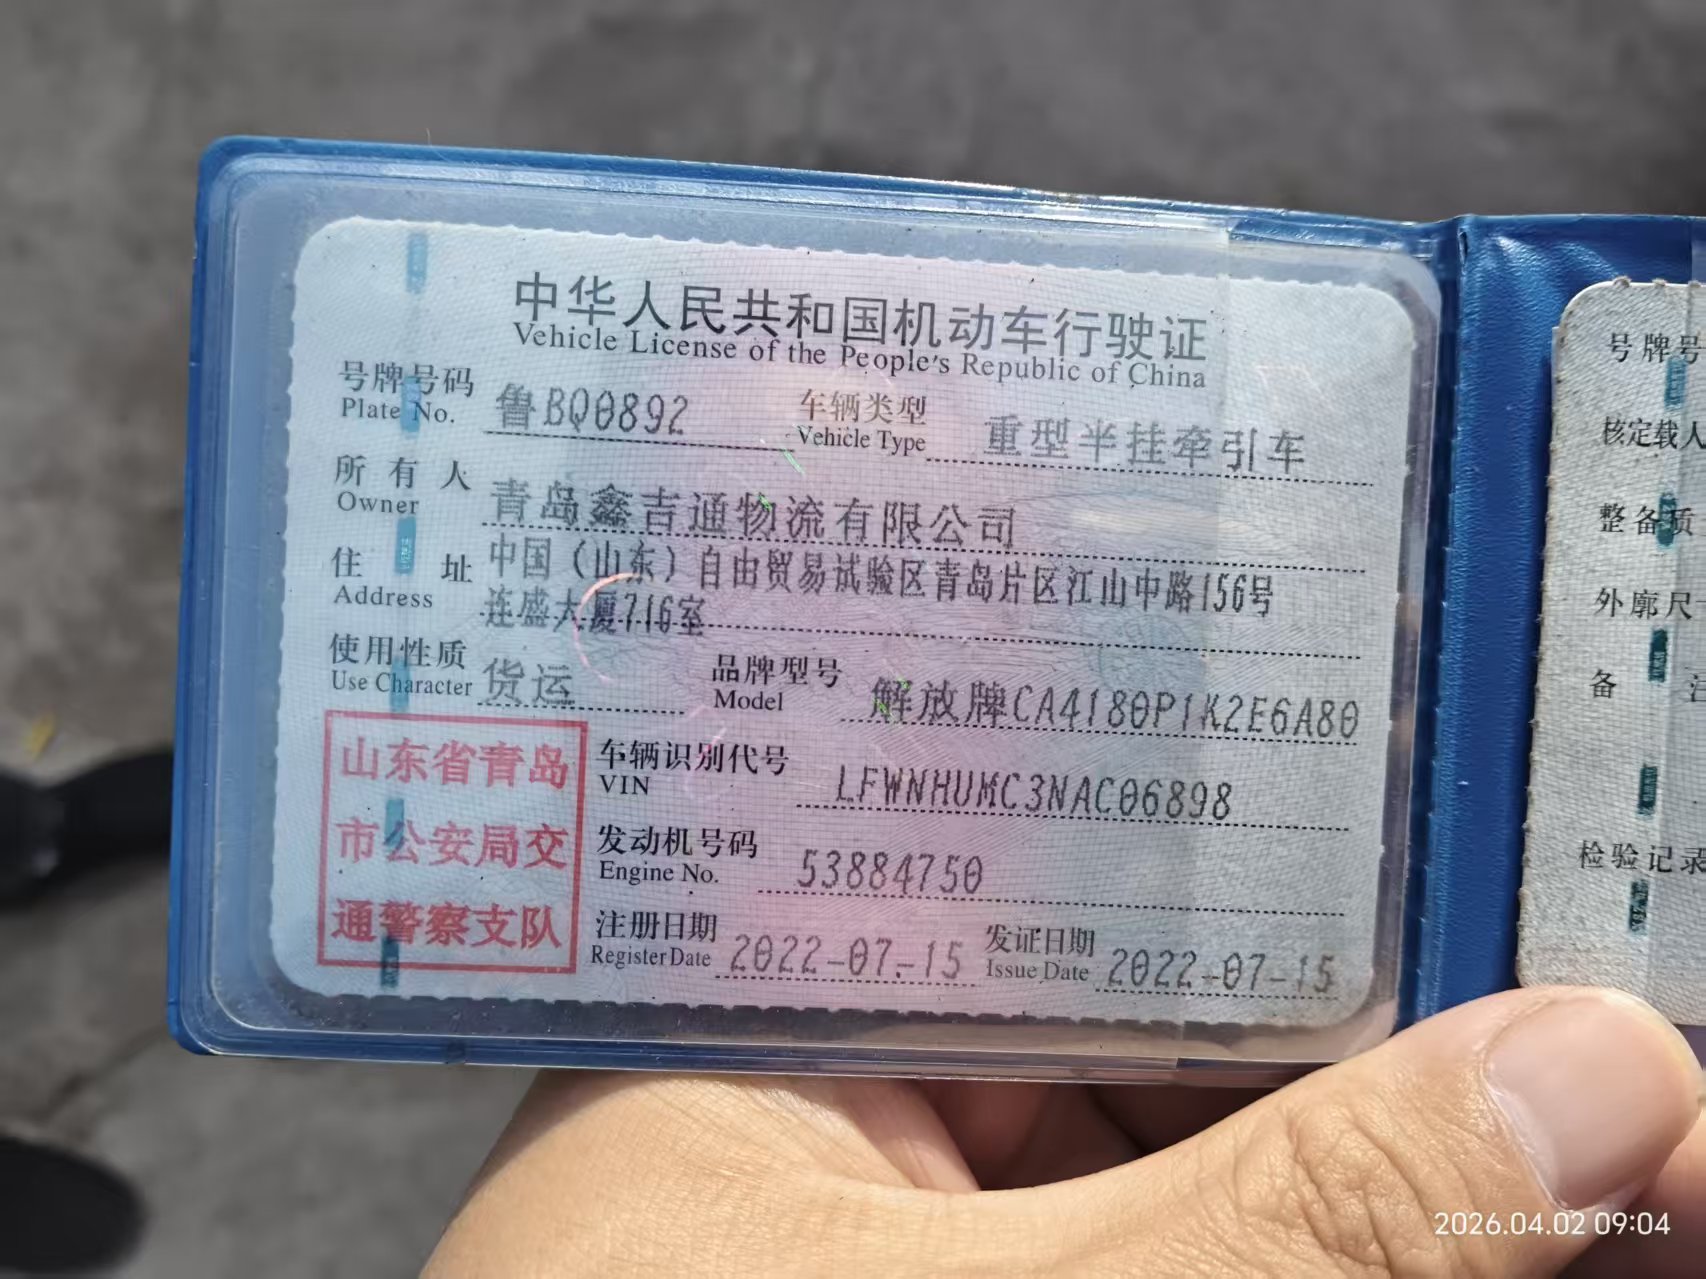 中华人民共和国机动车行驶证
Vehicle License of the People's Republic of China
号牌号码 鲁BQ0892 车辆类型 重型半挂牵引车
Plate No. Vehicle Type
所有人 青岛鑫吉通物流有限公司
Owner
住址 中国（山东）自由贸易试验区青岛片区江山中路156号
Address 连盛大厦716室
使用性质 货运 品牌型号 解放牌CA4180P1K2E6A80
Use Character Model
山东省青岛
市公安局交
通警察支队
车辆识别代号 LFWNHUMC3NAC06898
VIN
发动机号码 53884750
Engine No.
注册日期 2022-07-15 发证日期 2022-07-15
Register Date Issue Date
号牌号
核定载人
整备质
外廓尺
备 注
检验记录
2026.04.02 09:04